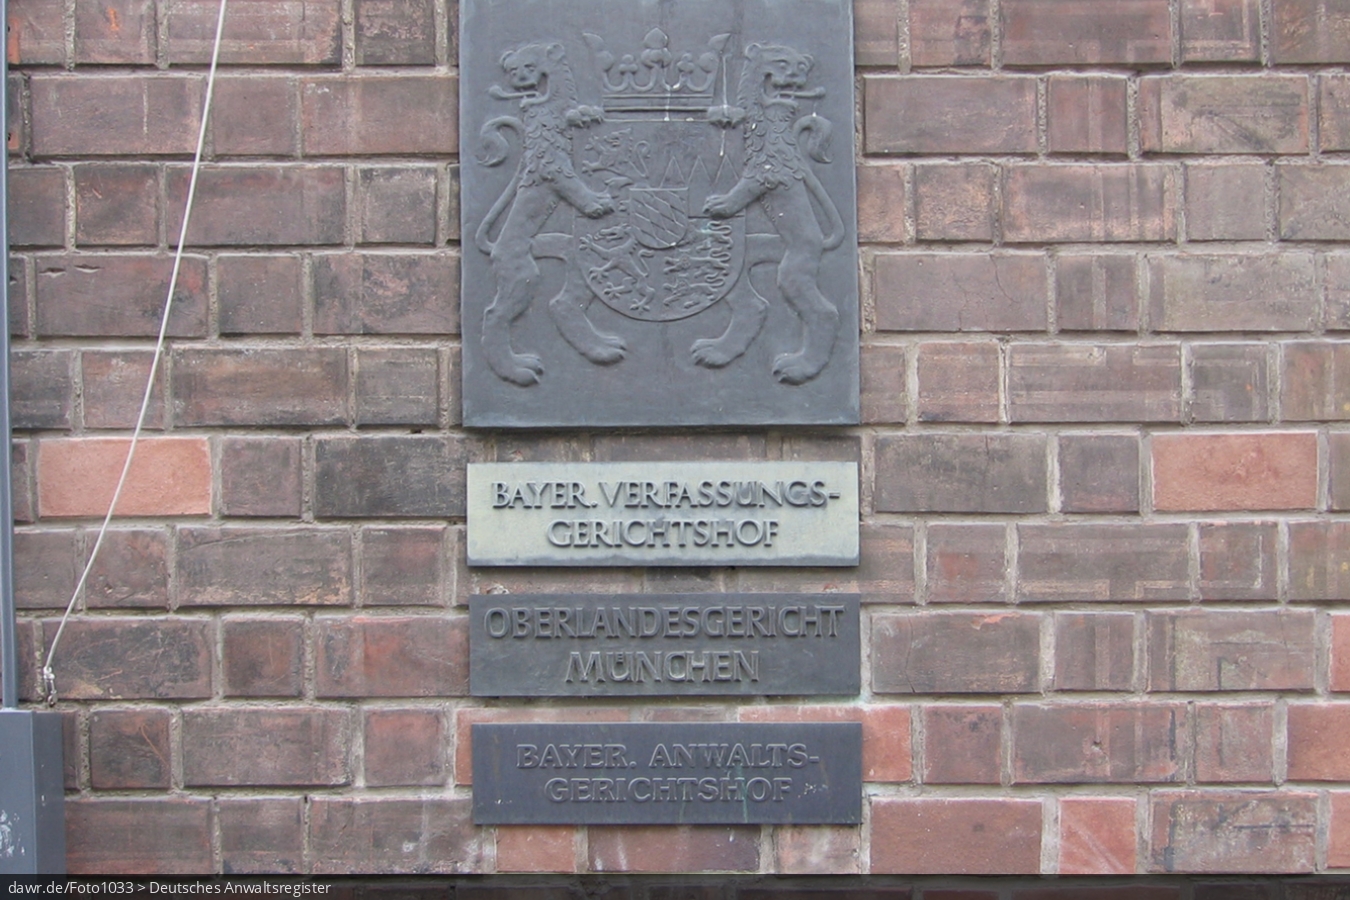 BAYER. VERFASSUNGS-
GERICHTSHOF
OBERLANDESGERICHT
MÜNCHEN
BAYER. ANWALTS-
GERICHTSHOF
dawr.de/Foto1033 > Deutsches Anwaltsregister